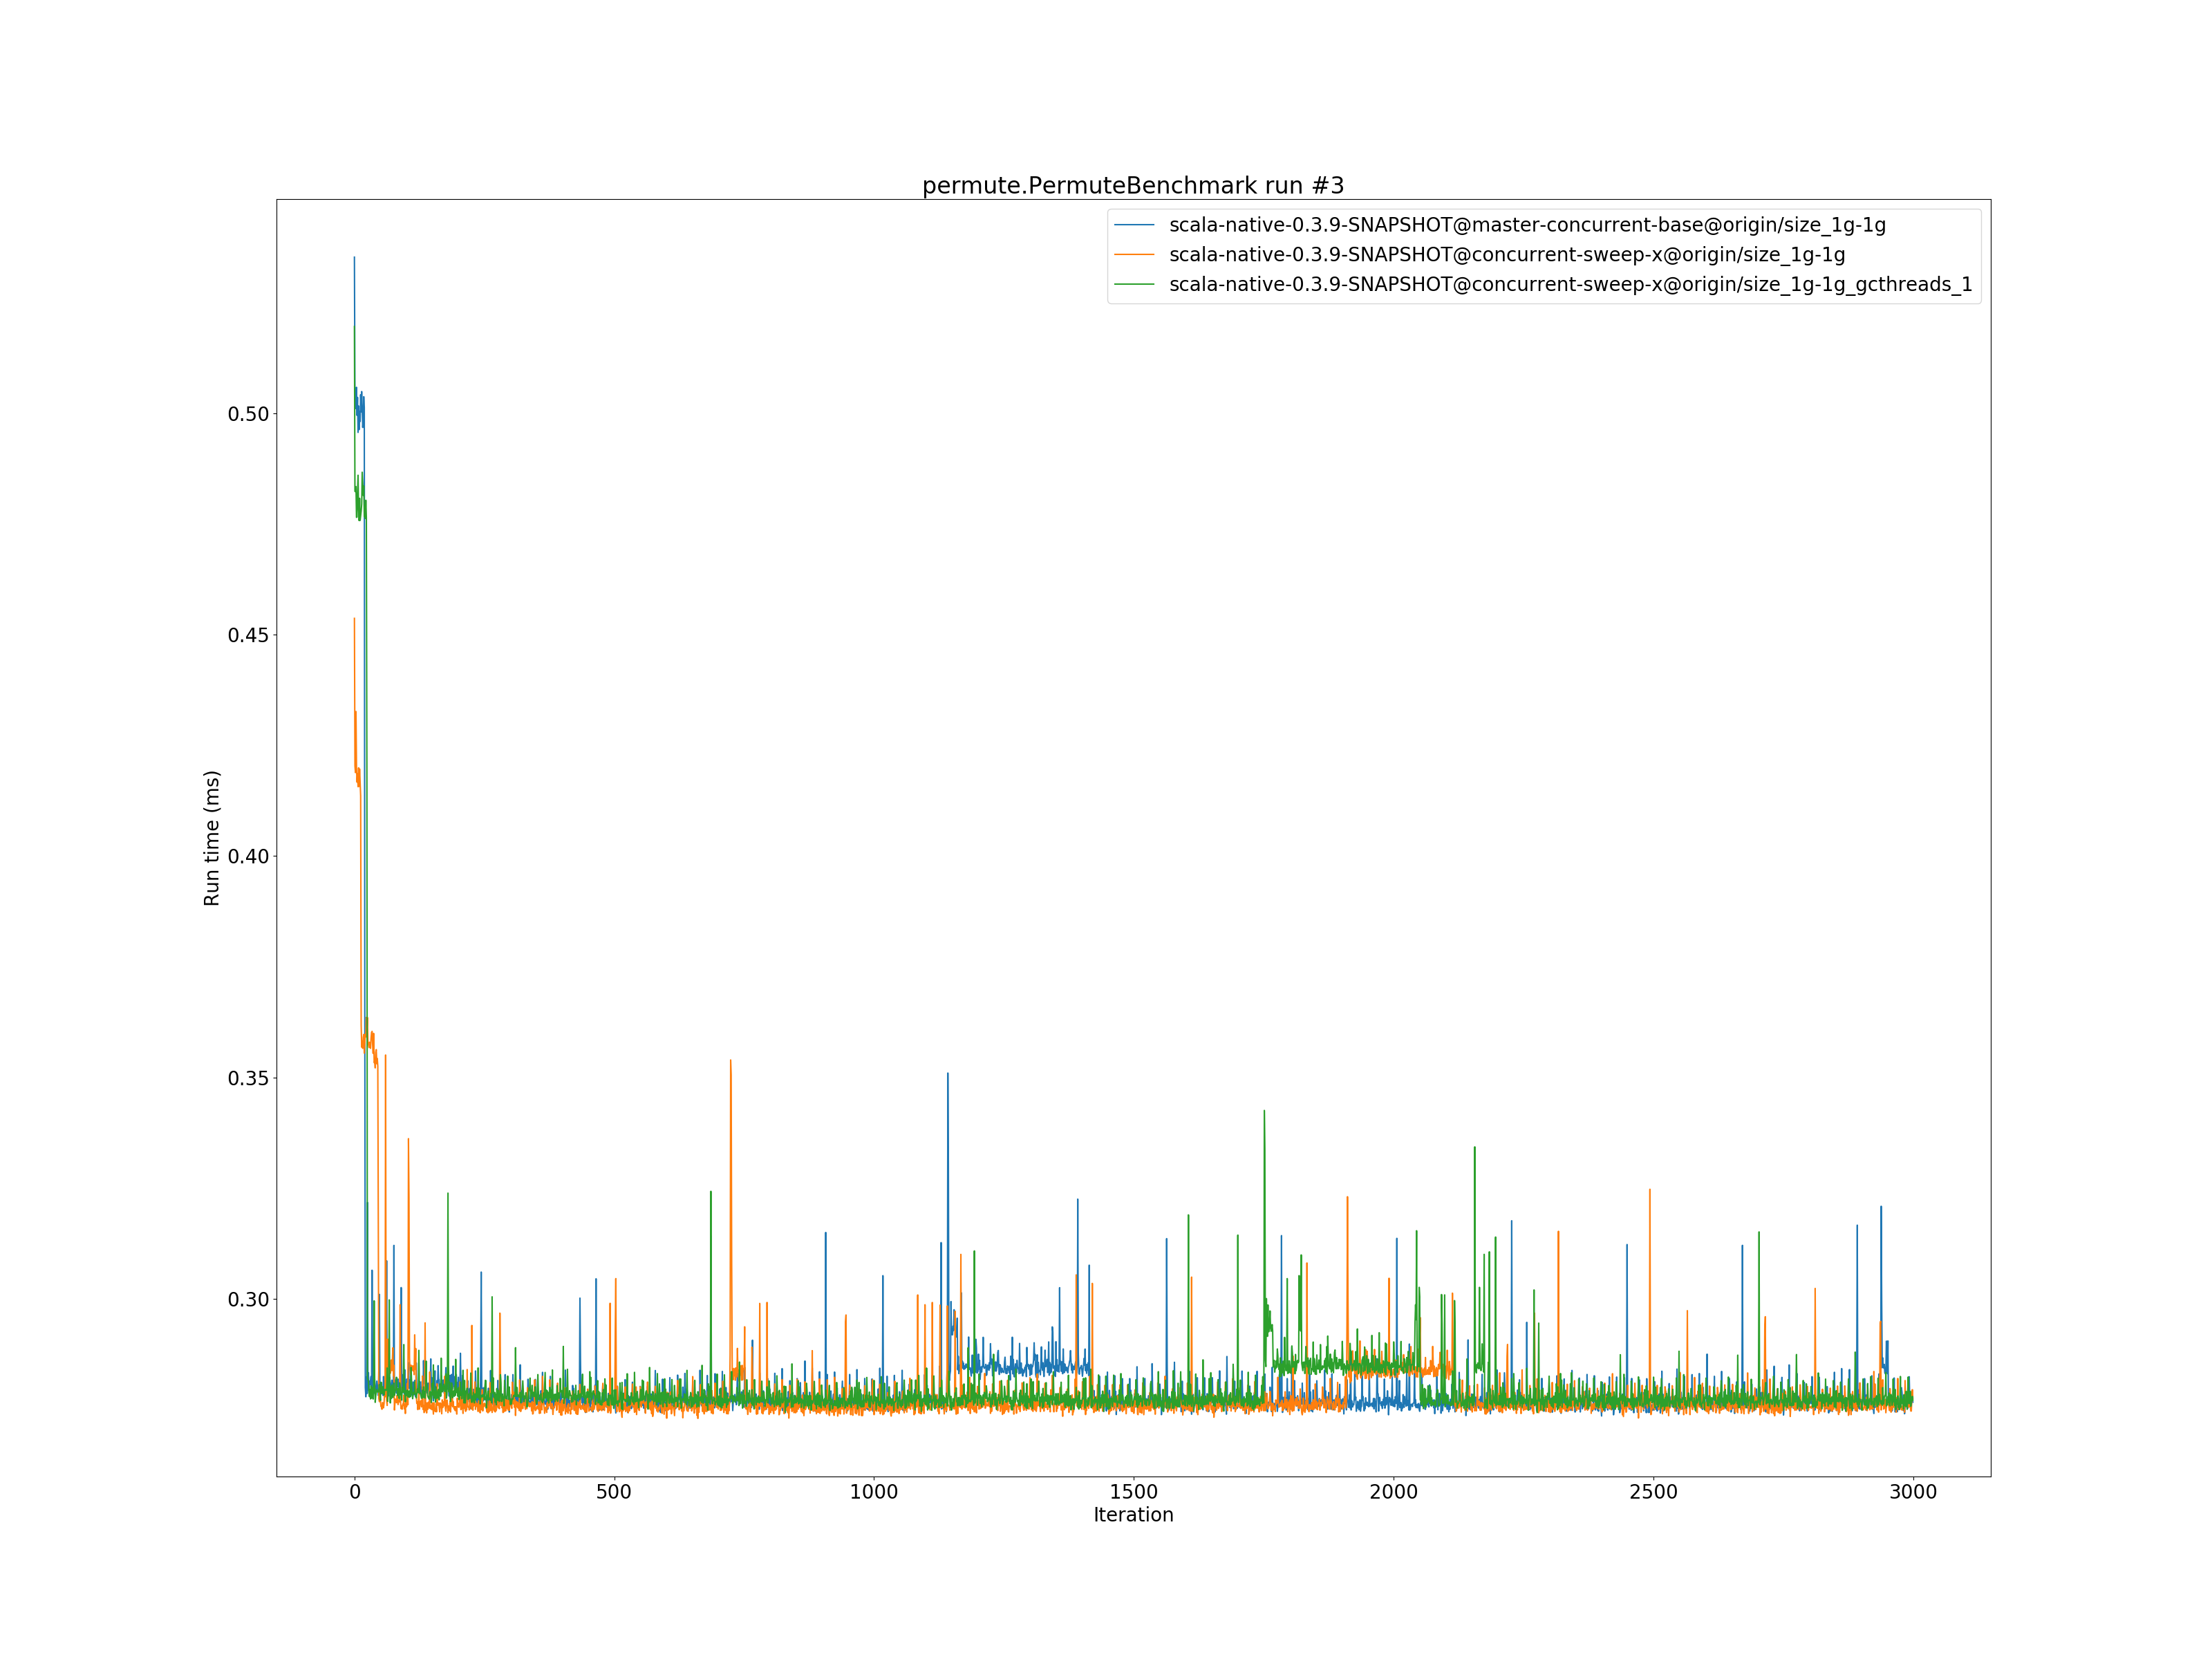 permute.PermuteBenchmark run #3
scala-native-0.3.9-SNAPSHOT@master-concurrent-base@origin/size_1g-1g
scala-native-0.3.9-SNAPSHOT@concurrent-sweep-x@origin/size_1g-1g
scala-native-0.3.9-SNAPSHOT@concurrent-sweep-x@origin/size_1g-1g_gcthreads_1
Run time (ms)
0.50
0.45
0.40
0.35
0.30
0 500 1000 1500 2000 2500 3000
Iteration